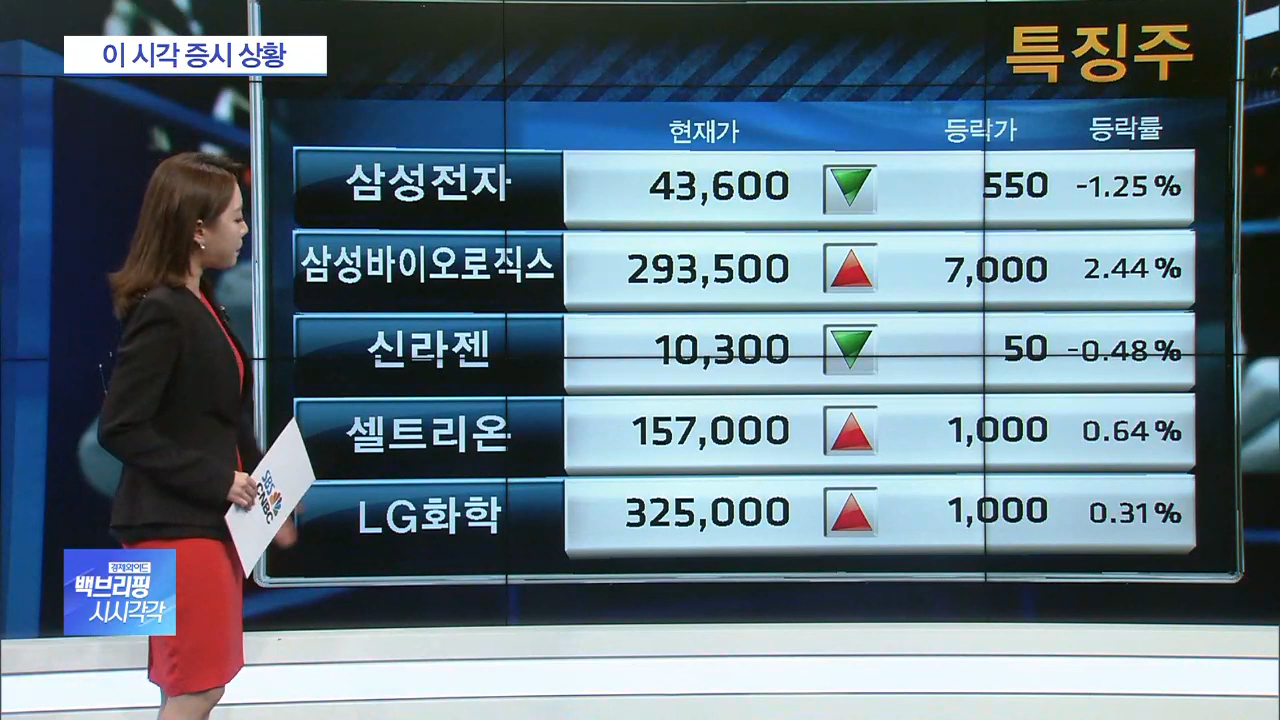 이 시각 증시 상황
특징주
현재가 등락가 등락률
삼성전자 43,600 550 -1.25%
삼성바이오로직스 293,500 7,000 2.44%
신라젠 10,300 50 -0.48%
셀트리온 157,000 1,000 0.64%
LG화학 325,000 1,000 0.31%
SBS
CNBC
경제와이드
백브리핑
시시각각